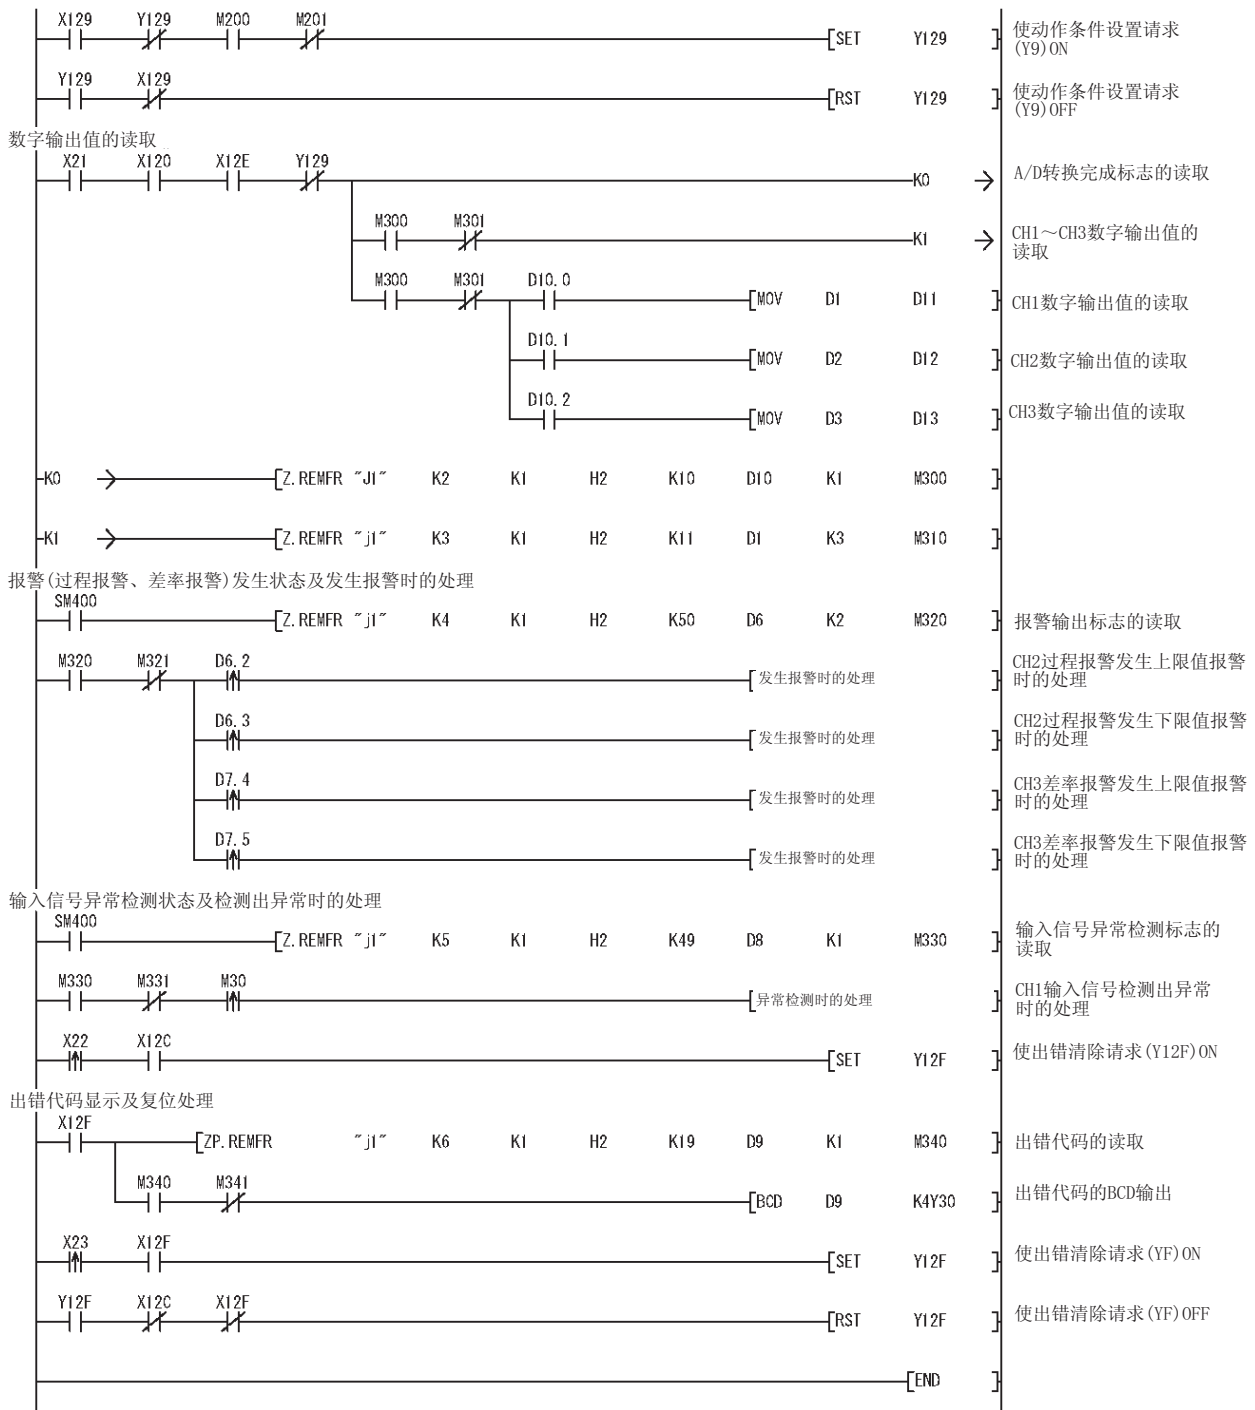 X129 Y129 M200 M201
[SET Y129 ] 使动作条件设置请求
(Y9)ON
Y129 X129
[RST Y129 ] 使动作条件设置请求
(Y9)OFF
数字输出值的读取
X21 X120 X12E Y129
K0 A/D转换完成标志的读取
M300 M301
K1 CH1～CH3数字输出值的
读取
M300 M301 D10.0
[MOV D1 D11 ] CH1数字输出值的读取
D10.1
[MOV D2 D12 ] CH2数字输出值的读取
D10.2
[MOV D3 D13 ] CH3数字输出值的读取
K0 [Z.REMFR "J1" K2 K1 H2 K10 D10 K1 M300 ]
K1 [Z.REMFR "j1" K3 K1 H2 K11 D1 K3 M310 ]
报警(过程报警、差率报警)发生状态及发生报警时的处理
SM400
[Z.REMFR "j1" K4 K1 H2 K50 D6 K2 M320 ] 报警输出标志的读取
M320 M321 D6.2
[发生报警时的处理 ] CH2过程报警发生上限值报警
时的处理
D6.3
[发生报警时的处理 ] CH2过程报警发生下限值报警
时的处理
D7.4
[发生报警时的处理 ] CH3差率报警发生上限值报警
时的处理
D7.5
[发生报警时的处理 ] CH3差率报警发生下限值报警
时的处理
输入信号异常检测状态及检测出异常时的处理
SM400
[Z.REMFR "j1" K5 K1 H2 K49 D8 K1 M330 ] 输入信号异常检测标志的
读取
M330 M331 M30
[异常检测时的处理 ] CH1输入信号检测出异常
时的处理
X22 X12C
[SET Y12F ] 使出错清除请求(Y12F)ON
出错代码显示及复位处理
X12F
[ZP.REMFR "j1" K6 K1 H2 K19 D9 K1 M340 ] 出错代码的读取
M340 M341
[BCD D9 K4Y30 ] 出错代码的BCD输出
X23 X12F
[SET Y12F ] 使出错清除请求(YF)ON
Y12F X12C X12F
[RST Y12F ] 使出错清除请求(YF)OFF
[END ]